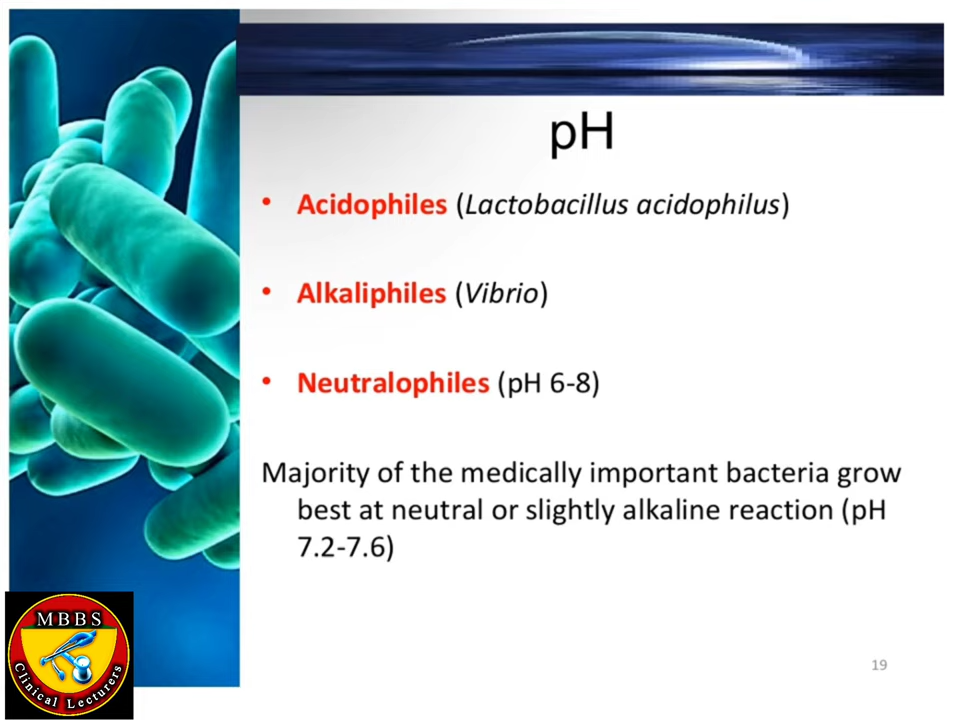 pH
• Acidophiles (Lactobacillus acidophilus)
• Alkaliphiles (Vibrio)
• Neutralophiles (pH 6-8)
Majority of the medically important bacteria grow
best at neutral or slightly alkaline reaction (pH
7.2-7.6)
MBBS
Clinical Lecturers
19